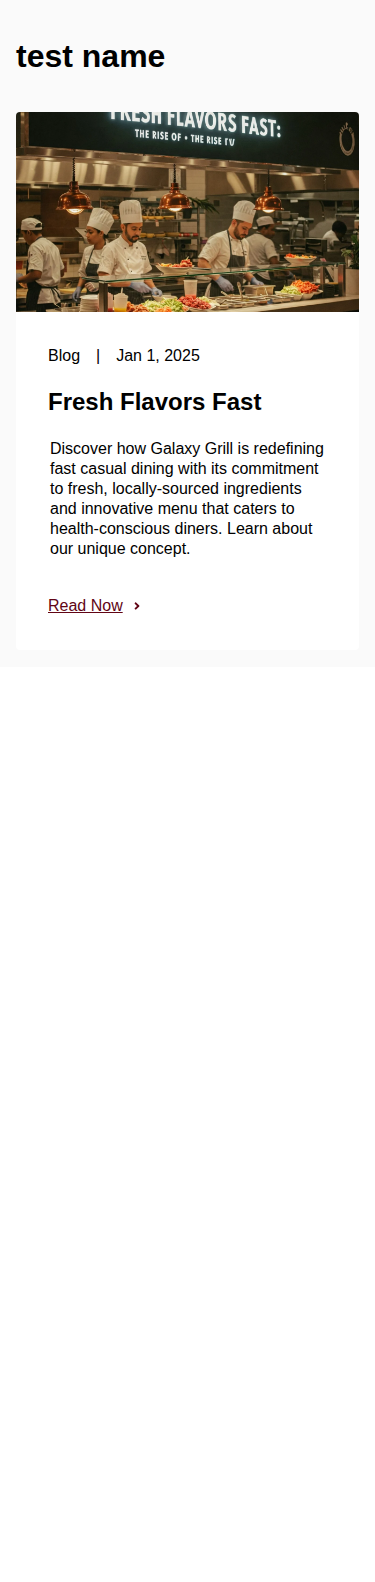 test name
FRESH FLAVORS FAST:
THE RISE OF • THE RISE I'V
Blog | Jan 1, 2025
Fresh Flavors Fast
Discover how Galaxy Grill is redefining
fast casual dining with its commitment
to fresh, locally-sourced ingredients
and innovative menu that caters to
health-conscious diners. Learn about
our unique concept.
Read Now